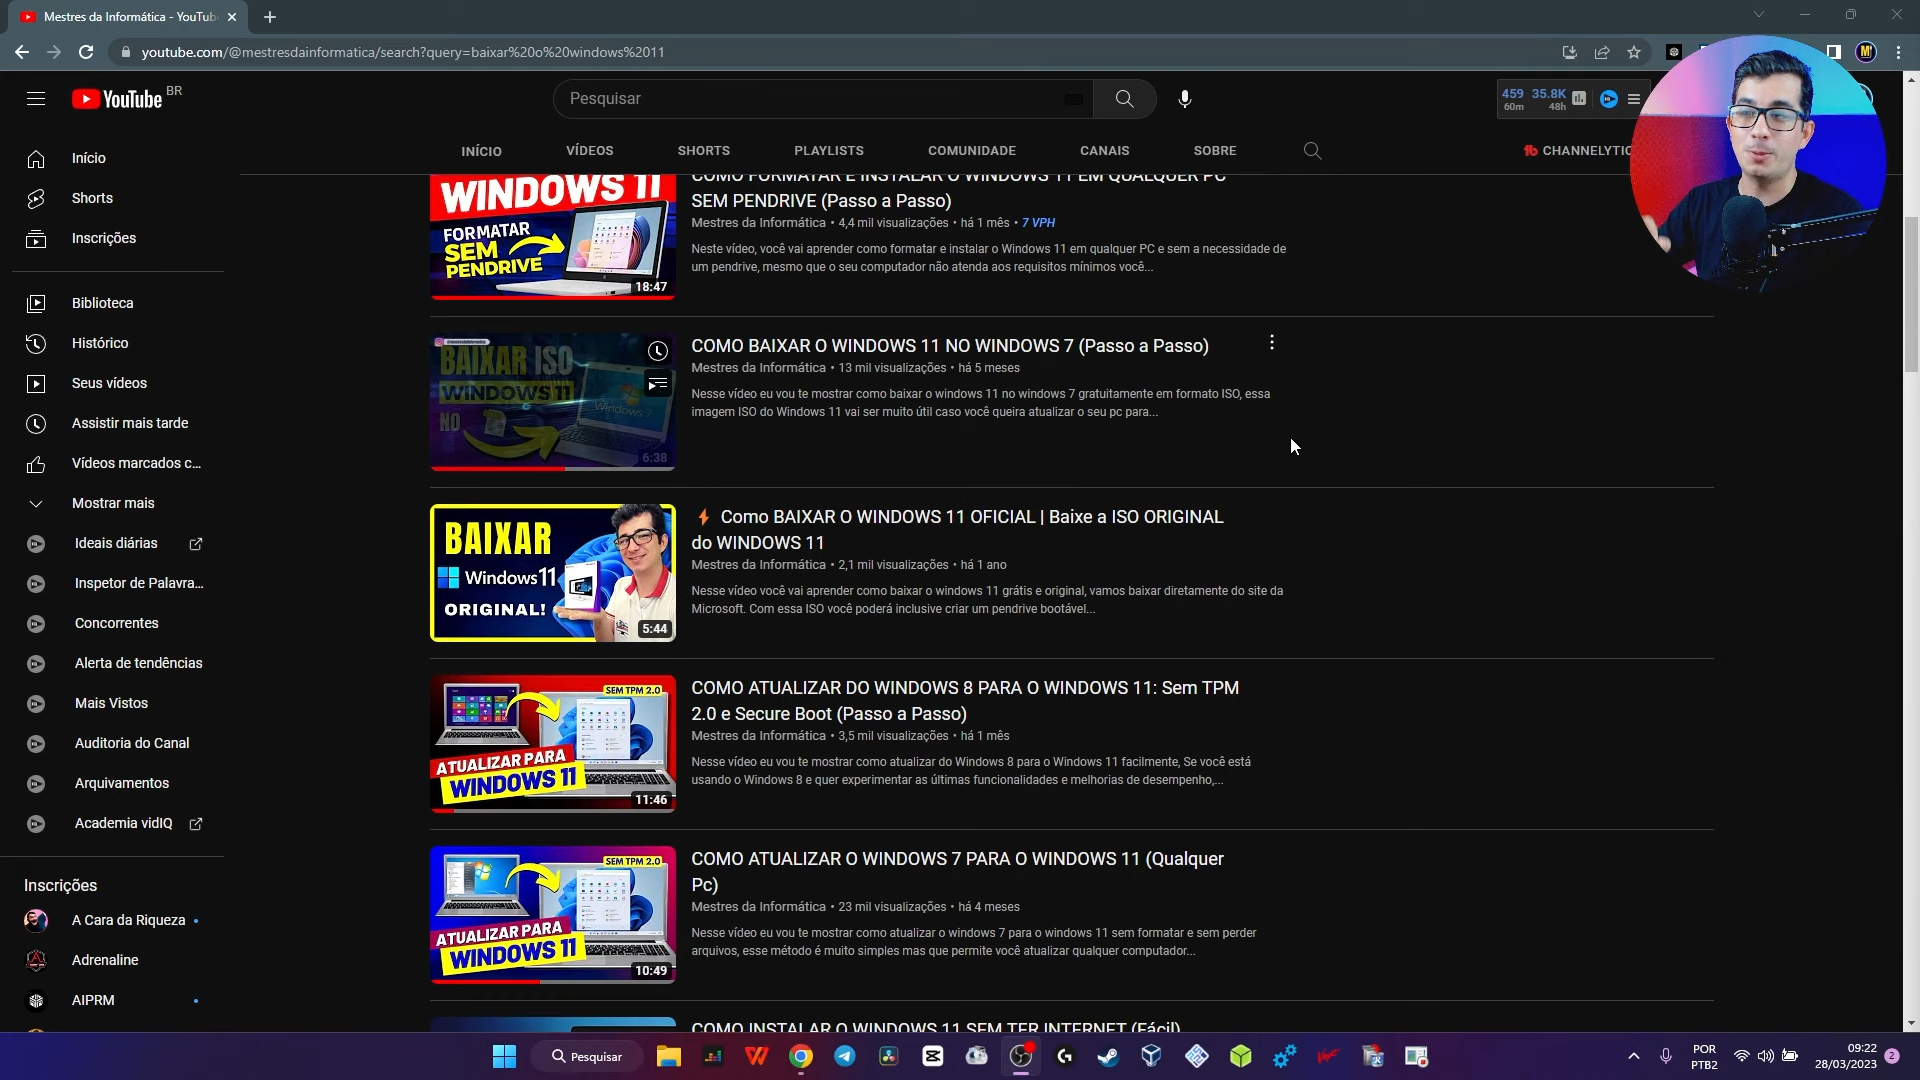 Mestres da Informática - YouTub
youtube.com/@mestresdainformatica/search?query=baixar%20o%20windows%2011
YouTube BR
Pesquisar
459 35.8K
60m 48h
INÍCIO VÍDEOS SHORTS PLAYLISTS COMUNIDADE CANAIS SOBRE CHANNELYTIC
Início
Shorts
Inscrições
Biblioteca
Histórico
Seus vídeos
Assistir mais tarde
Vídeos marcados c...
Mostrar mais
Ideais diárias
Inspetor de Palavra...
Concorrentes
Alerta de tendências
Mais Vistos
Auditoria do Canal
Arquivamentos
Academia vidIQ
Inscrições
A Cara da Riqueza
Adrenaline
AIPRM
WINDOWS 11
FORMATAR
SEM
PENDRIVE
18:47
COMO FORMATAR E INSTALAR O WINDOWS 11 EM QUALQUER PC
SEM PENDRIVE (Passo a Passo)
Mestres da Informática • 4,4 mil visualizações • há 1 mês • 7 VPH
Neste vídeo, você vai aprender como formatar e instalar o Windows 11 em qualquer PC e sem a necessidade de
um pendrive, mesmo que o seu computador não atenda aos requisitos mínimos você...
BAIXAR ISO
WINDOWS 11
NO
Windows 7
6:38
COMO BAIXAR O WINDOWS 11 NO WINDOWS 7 (Passo a Passo)
Mestres da Informática • 13 mil visualizações • há 5 meses
Nesse vídeo eu vou te mostrar como baixar o windows 11 no windows 7 gratuitamente em formato ISO, essa
imagem ISO do Windows 11 vai ser muito útil caso você queira atualizar o seu pc para...
BAIXAR
Windows 11
ORIGINAL!
5:44
Como BAIXAR O WINDOWS 11 OFICIAL | Baixe a ISO ORIGINAL
do WINDOWS 11
Mestres da Informática • 2,1 mil visualizações • há 1 ano
Nesse vídeo você vai aprender como baixar o windows 11 grátis e original, vamos baixar diretamente do site da
Microsoft. Com essa ISO você poderá inclusive criar um pendrive bootável...
SEM TPM 2.0
ATUALIZAR PARA
WINDOWS 11
11:46
COMO ATUALIZAR DO WINDOWS 8 PARA O WINDOWS 11: Sem TPM
2.0 e Secure Boot (Passo a Passo)
Mestres da Informática • 3,5 mil visualizações • há 1 mês
Nesse vídeo eu vou te mostrar como atualizar do Windows 8 para o Windows 11 facilmente, Se você está
usando o Windows 8 e quer experimentar as últimas funcionalidades e melhorias de desempenho,...
SEM TPM 2.0
ATUALIZAR PARA
WINDOWS 11
10:49
COMO ATUALIZAR O WINDOWS 7 PARA O WINDOWS 11 (Qualquer
Pc)
Mestres da Informática • 23 mil visualizações • há 4 meses
Nesse vídeo eu vou te mostrar como atualizar o windows 7 para o windows 11 sem formatar e sem perder
arquivos, esse método é muito simples mas que permite você atualizar qualquer computador...
COMO INSTALAR O WINDOWS 11 SEM TER INTERNET (Fácil)
Pesquisar
POR
PTB2
09:22
28/03/2023
2